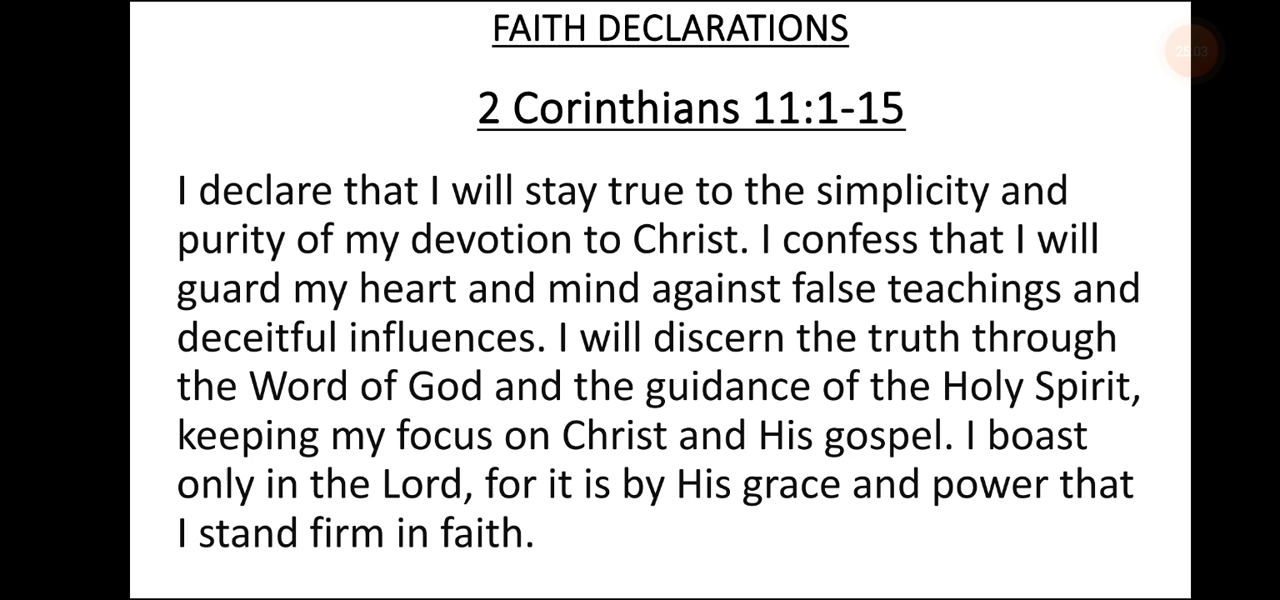 FAITH DECLARATIONS
25:03
2 Corinthians 11:1-15
I declare that I will stay true to the simplicity and
purity of my devotion to Christ. I confess that I will
guard my heart and mind against false teachings and
deceitful influences. I will discern the truth through
the Word of God and the guidance of the Holy Spirit,
keeping my focus on Christ and His gospel. I boast
only in the Lord, for it is by His grace and power that
I stand firm in faith.